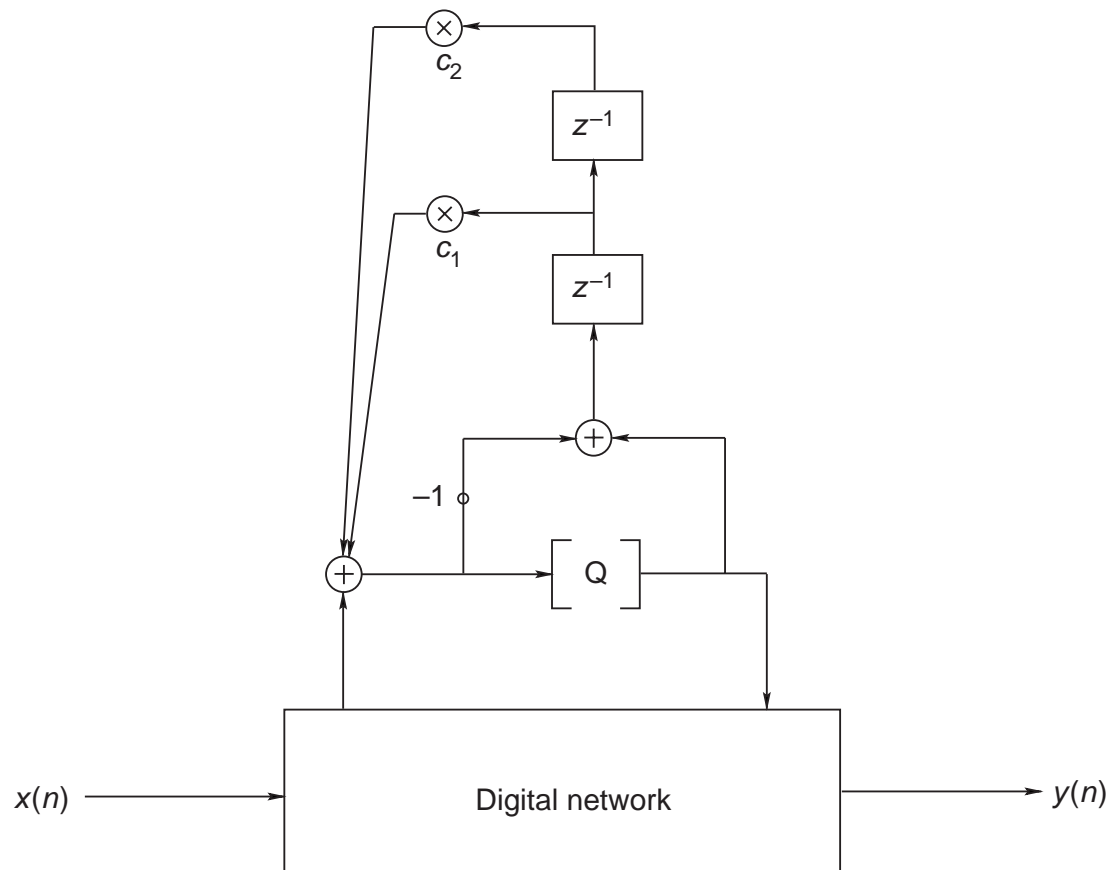 c₂
z⁻¹
c₁
z⁻¹
–1
Q
x(n)
Digital network
y(n)